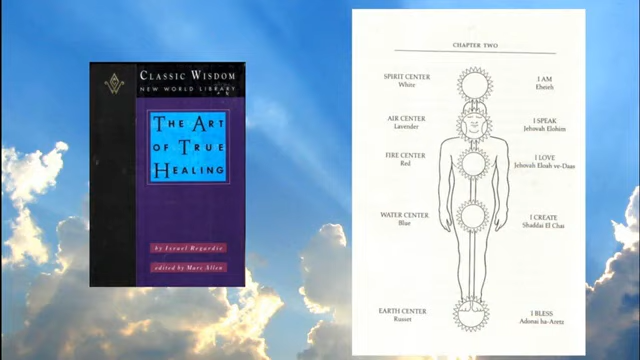 CLASSIC WISDOM
NEW WORLD LIBRARY
THE ART
OF TRUE
HEALING
by Israel Regardie
edited by Marc Allen
CHAPTER TWO
SPIRIT CENTER
White
I AM
Eheieh
AIR CENTER
Lavender
I SPEAK
Jehovah Elohim
FIRE CENTER
Red
I LOVE
Jehovah Eloah ve-Daas
WATER CENTER
Blue
I CREATE
Shaddai El Chai
EARTH CENTER
Russet
I BLESS
Adonai ha-Aretz